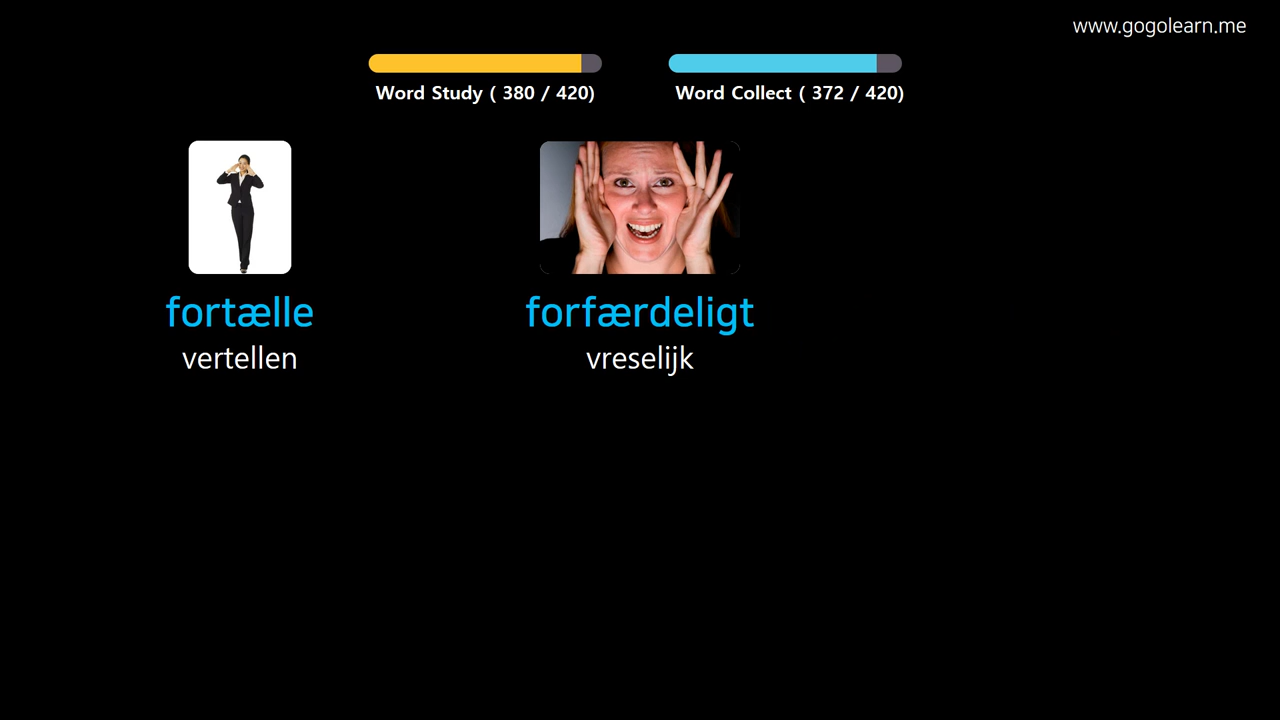 www.gogolearn.me
Word Study ( 380 / 420)
Word Collect ( 372 / 420)
fortælle
vertellen
forfærdeligt
vreselijk